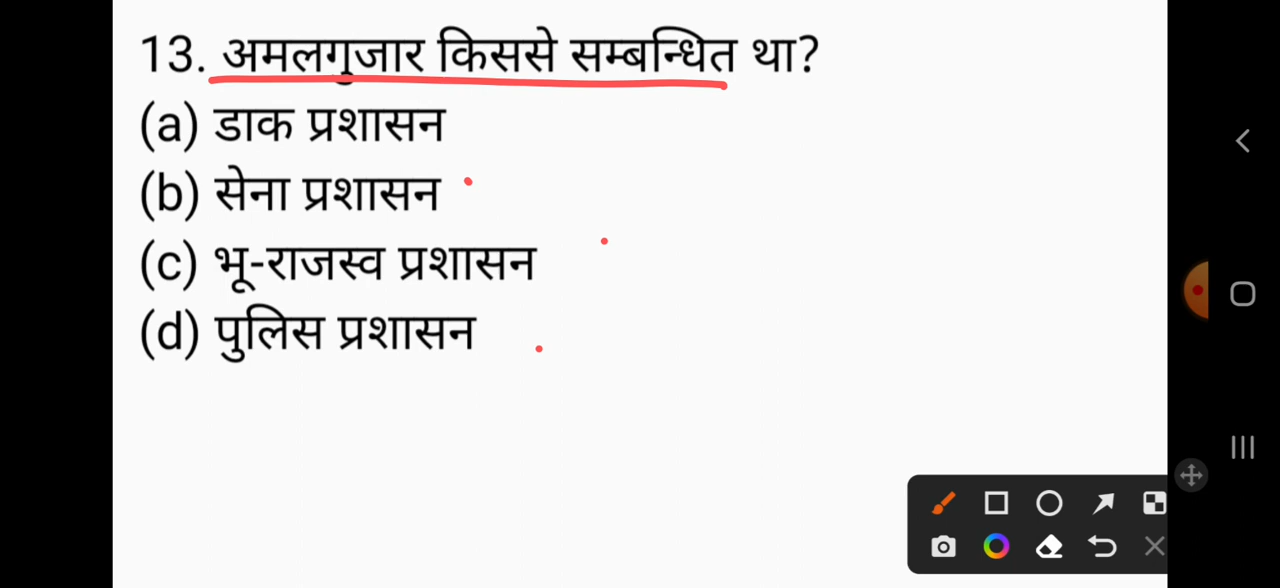 13. अमलगुजार किससे सम्बन्धित था?
(a) डाक प्रशासन
(b) सेना प्रशासन
(c) भू-राजस्व प्रशासन
(d) पुलिस प्रशासन